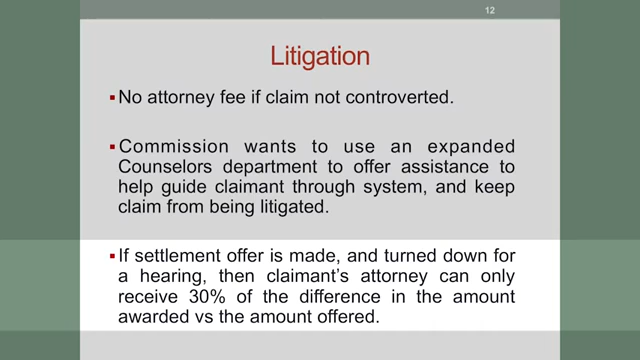 12
Litigation
▪No attorney fee if claim not controverted.
▪Commission wants to use an expanded
Counselors department to offer assistance to
help guide claimant through system, and keep
claim from being litigated.
▪If settlement offer is made, and turned down for
a hearing, then claimant's attorney can only
receive 30% of the difference in the amount
awarded vs the amount offered.